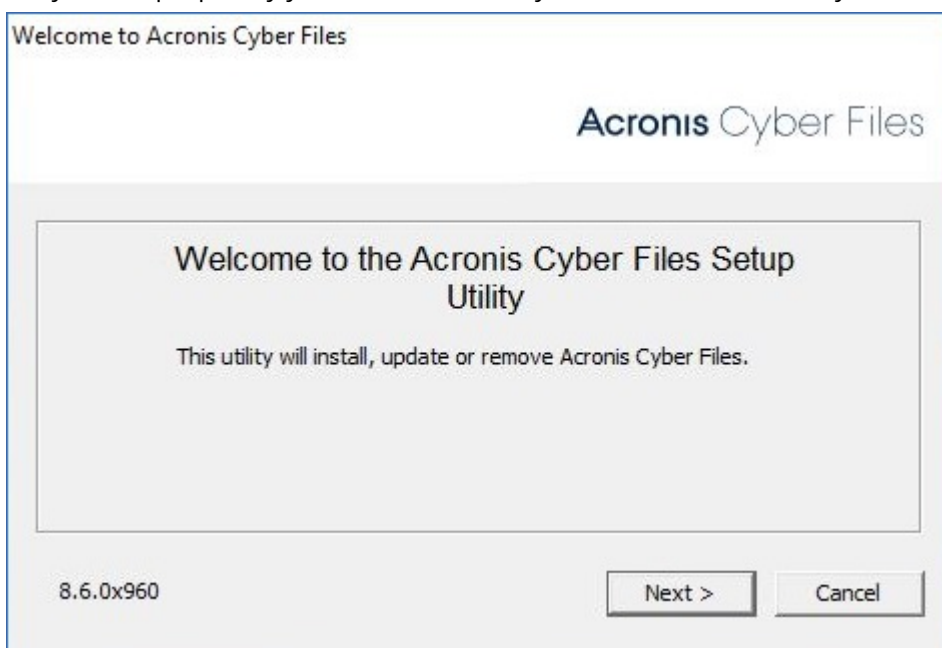 Welcome to Acronis Cyber Files
Acronis Cyber Files
Welcome to the Acronis Cyber Files Setup
Utility
This utility will install, update or remove Acronis Cyber Files.
8.6.0x960
Next >
Cancel